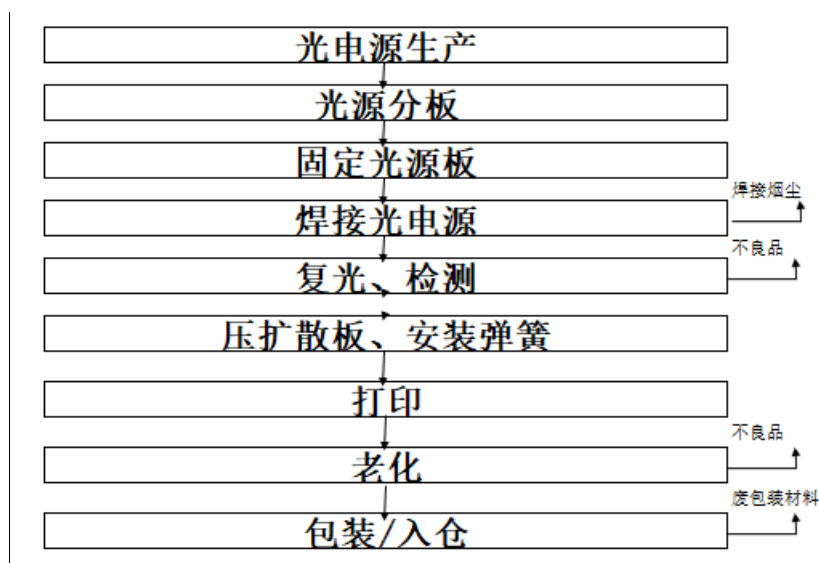 光电源生产
光源分板
固定光源板
焊接烟尘
焊接光电源
不良品
复光、检测
压扩散板、安装弹簧
打印
不良品
老化
废包装材料
包装/入仓